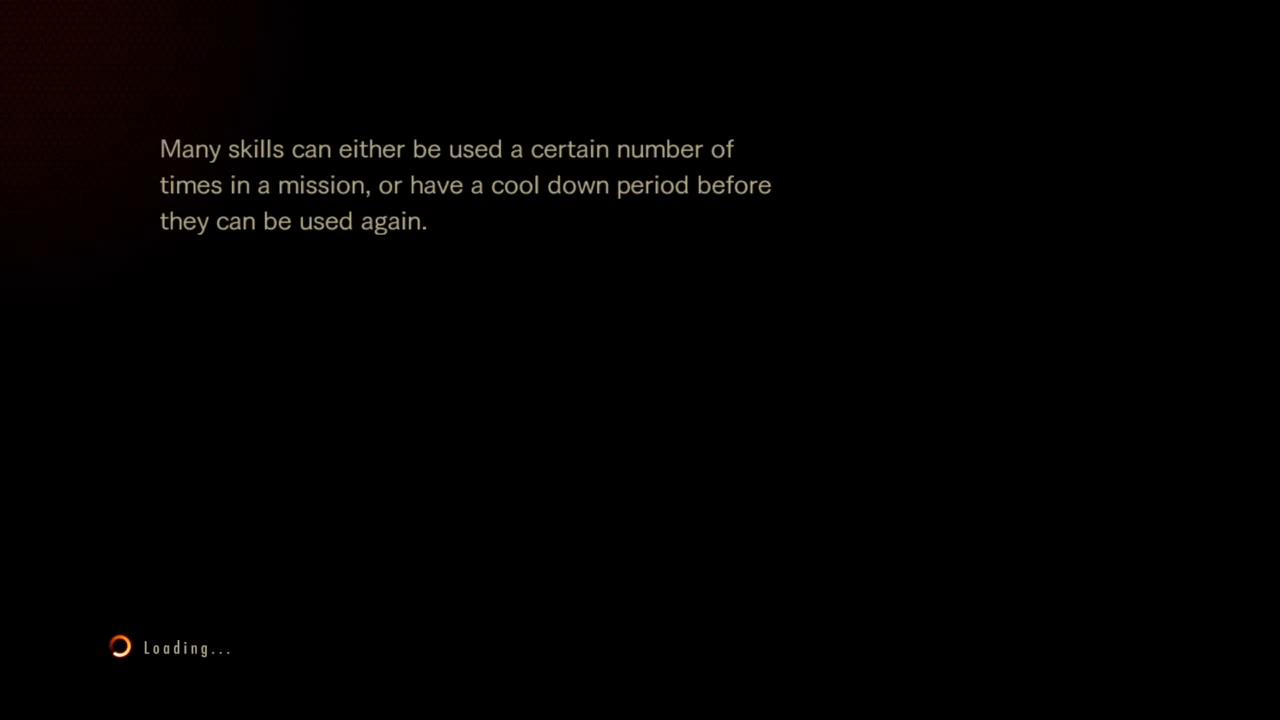 Many skills can either be used a certain number of
times in a mission, or have a cool down period before
they can be used again.
Loading...